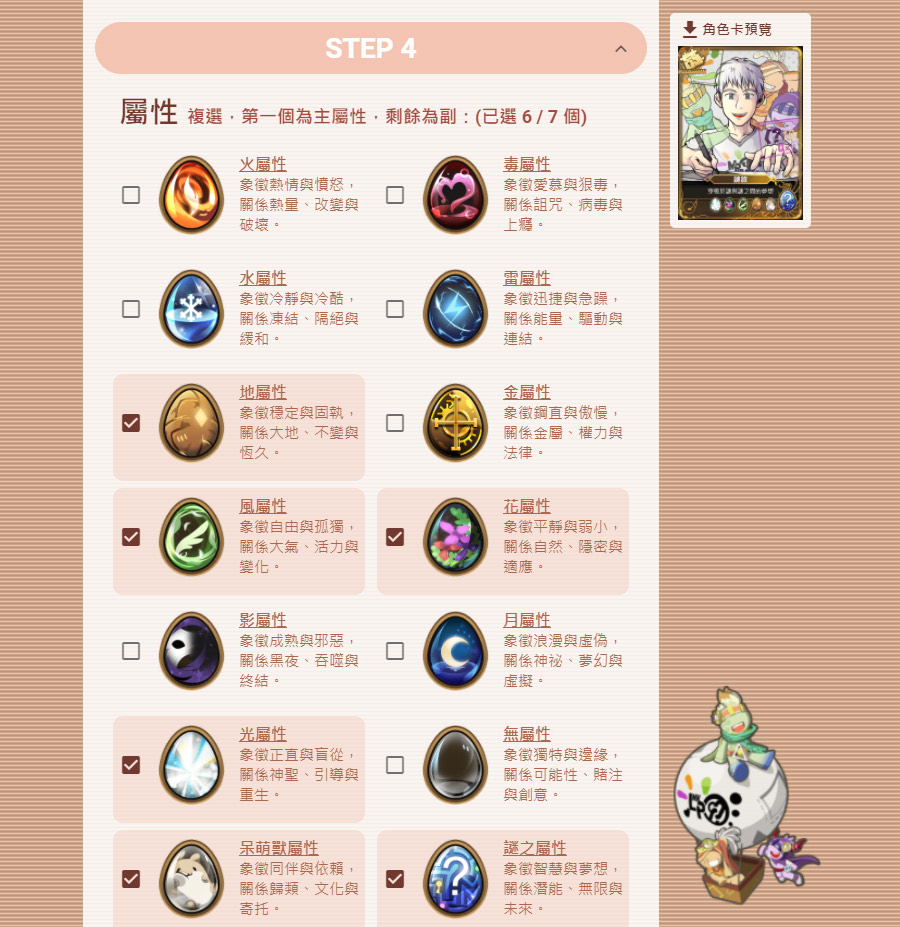 STEP 4
角色卡預覽
屬性 複選，第一個為主屬性，剩餘為副：(已選 6 / 7 個)
火屬性
象徵熱情與憤怒，
關係熱量、改變與
破壞。
毒屬性
象徵愛慕與狠毒，
關係詛咒、病毒與
上癮。
水屬性
象徵冷靜與冷酷，
關係凍結、隔絕與
緩和。
雷屬性
象徵迅捷與急躁，
關係能量、驅動與
連結。
地屬性
象徵穩定與固執，
關係大地、不變與
恆久。
金屬性
象徵鋼直與傲慢，
關係金屬、權力與
法律。
風屬性
象徵自由與孤獨，
關係大氣、活力與
變化。
花屬性
象徵平靜與弱小，
關係自然、隱密與
適應。
影屬性
象徵成熟與邪惡，
關係黑夜、吞噬與
終結。
月屬性
象徵浪漫與虛偽，
關係神祕、夢幻與
虛擬。
光屬性
象徵正直與盲從，
關係神聖、引導與
重生。
無屬性
象徵獨特與邊緣，
關係可能性、賭注
與創意。
呆萌獸屬性
象徵同伴與依賴，
關係歸類、文化與
寄托。
謎之屬性
象徵智慧與夢想，
關係潛能、無限與
未來。